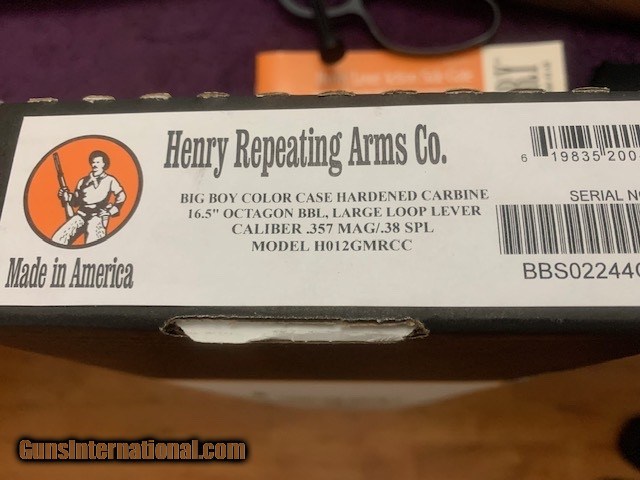 Henry Repeating Arms Co.
BIG BOY COLOR CASE HARDENED CARBINE
16.5" OCTAGON BBL, LARGE LOOP LEVER
CALIBER .357 MAG/.38 SPL
MODEL H012GMRCC
Made in America
6 19835 200
SERIAL NO
BBS02244
GunsInternational.com